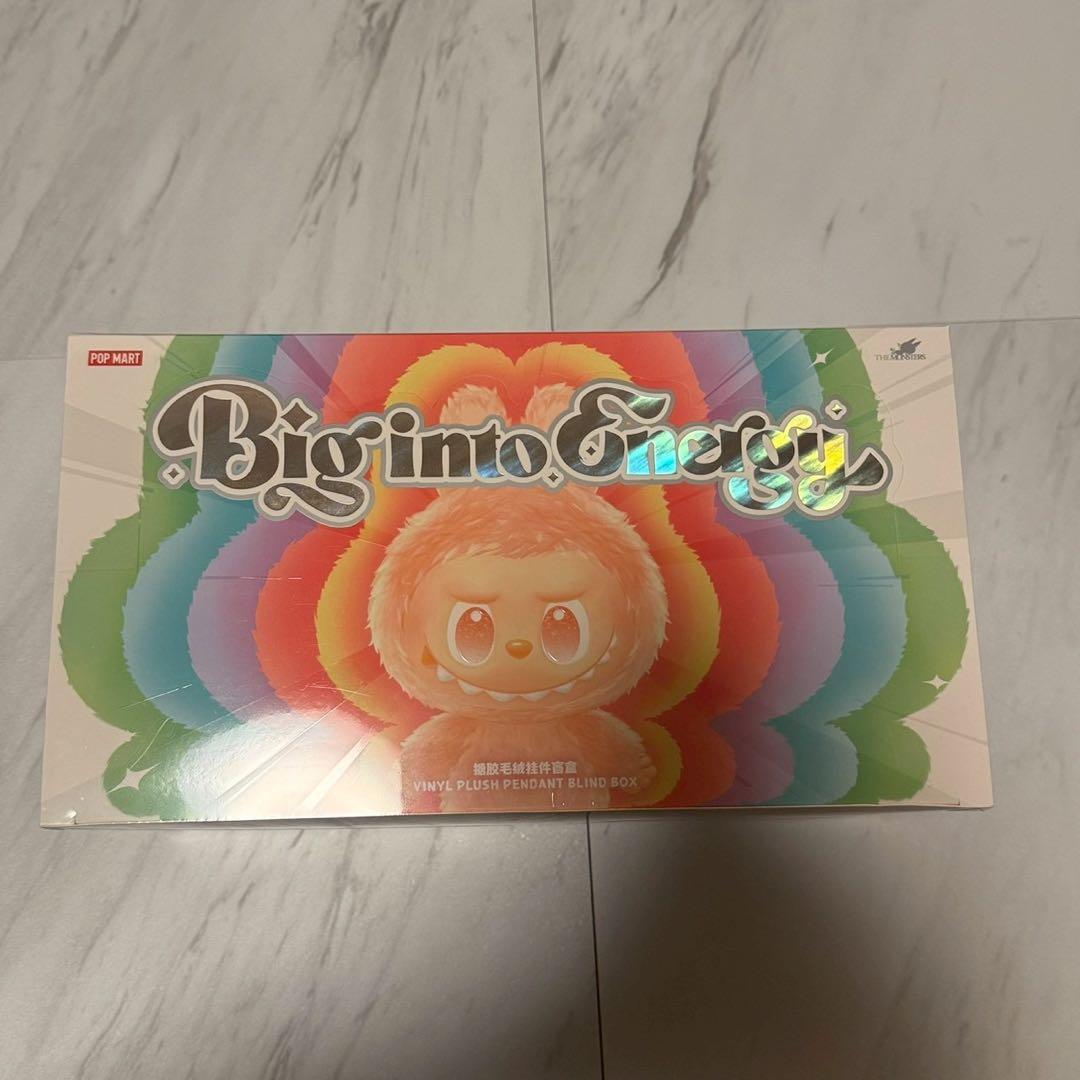 POP MART
THE MONSTERS
Big into Energy
搪胶毛绒挂件盲盒
VINYL PLUSH PENDANT BLIND BOX